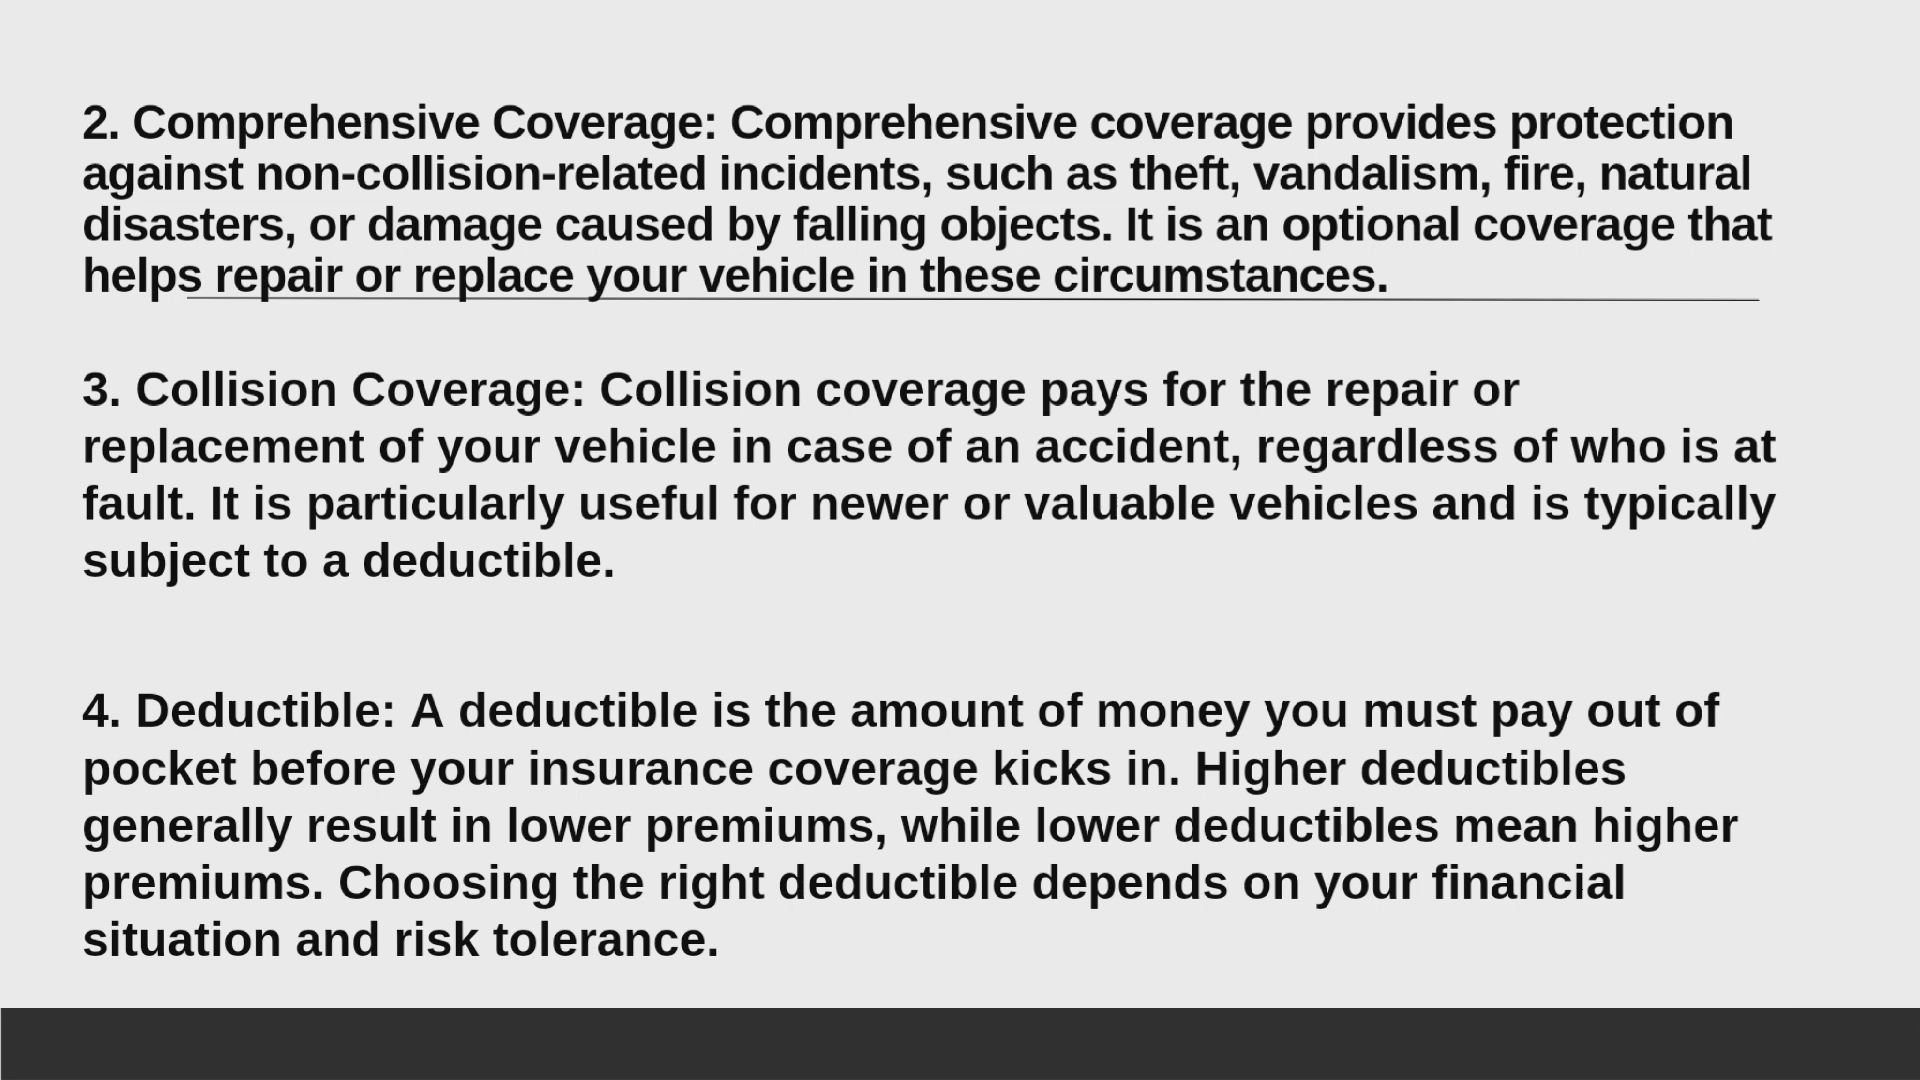 2. Comprehensive Coverage: Comprehensive coverage provides protection
against non-collision-related incidents, such as theft, vandalism, fire, natural
disasters, or damage caused by falling objects. It is an optional coverage that
helps repair or replace your vehicle in these circumstances.
3. Collision Coverage: Collision coverage pays for the repair or
replacement of your vehicle in case of an accident, regardless of who is at
fault. It is particularly useful for newer or valuable vehicles and is typically
subject to a deductible.
4. Deductible: A deductible is the amount of money you must pay out of
pocket before your insurance coverage kicks in. Higher deductibles
generally result in lower premiums, while lower deductibles mean higher
premiums. Choosing the right deductible depends on your financial
situation and risk tolerance.